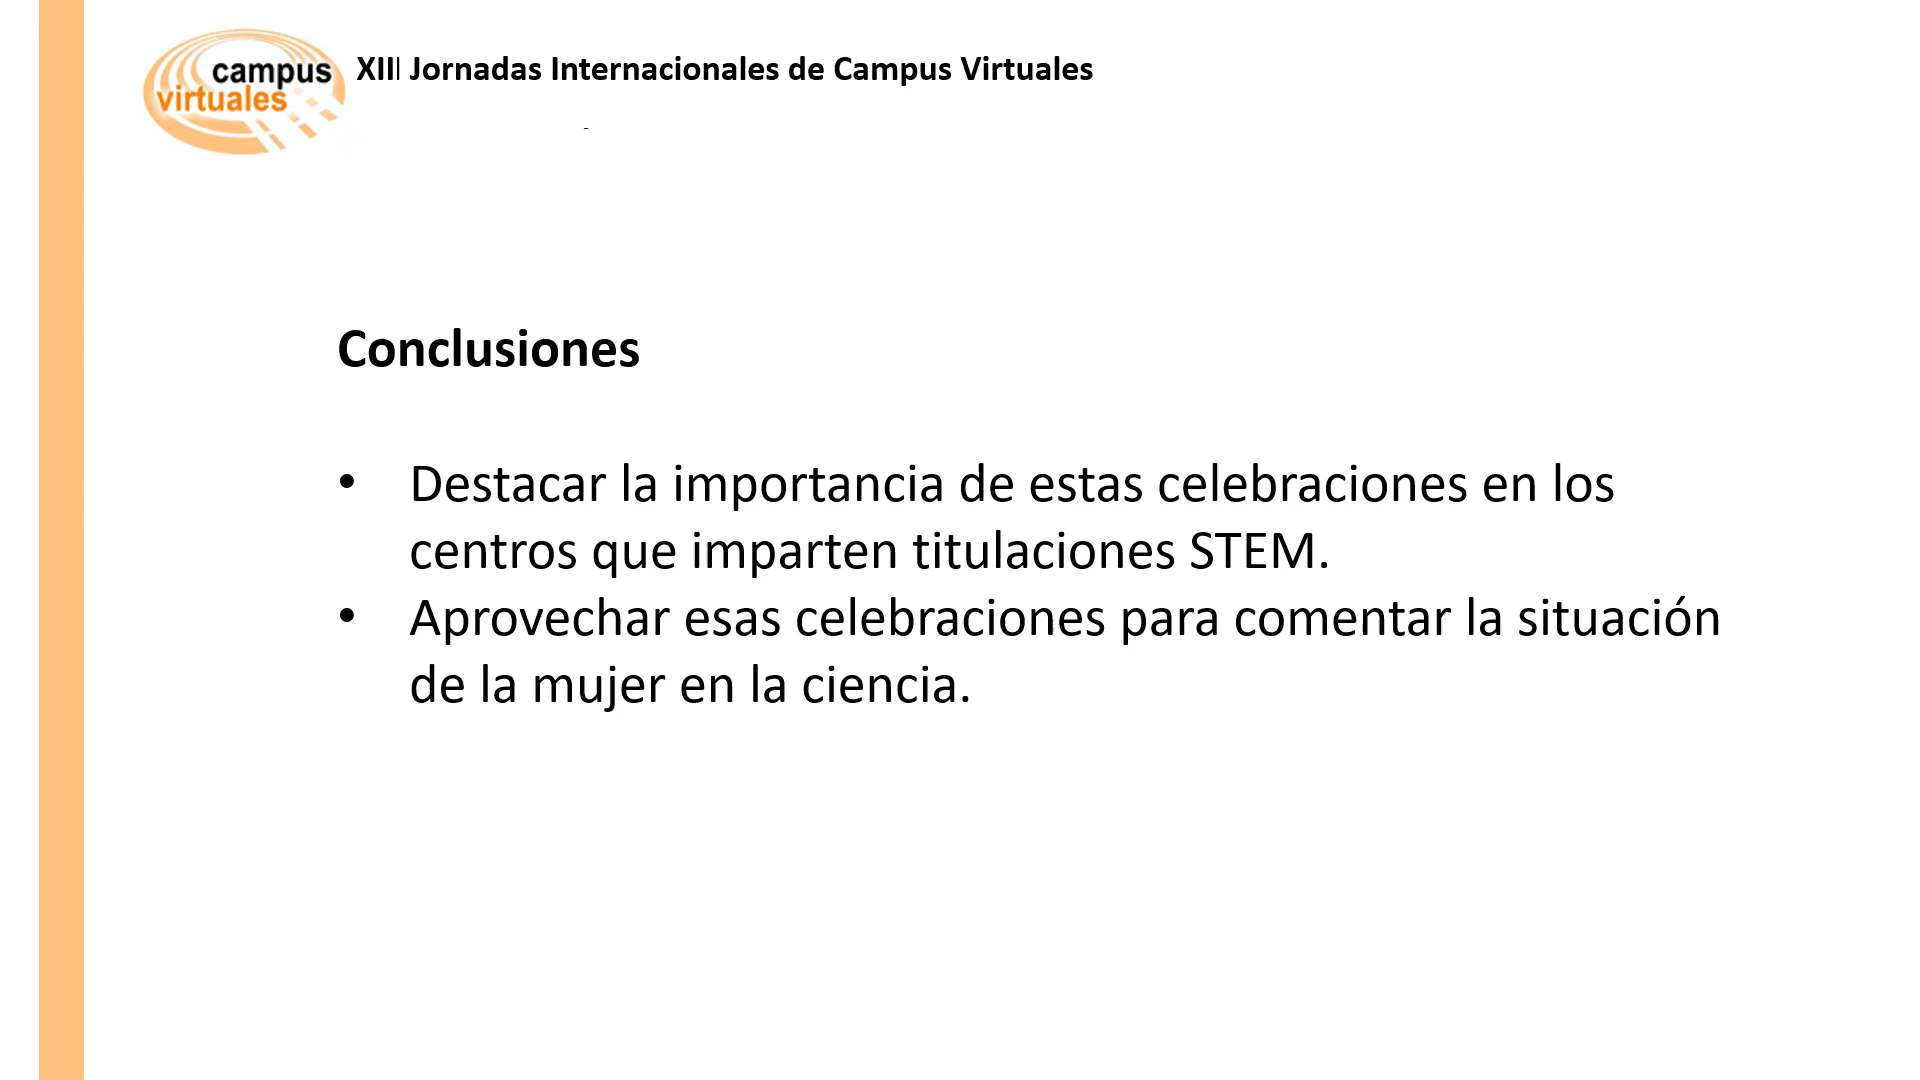 campus
virtuales
XIII Jornadas Internacionales de Campus Virtuales
-
Conclusiones
• Destacar la importancia de estas celebraciones en los
centros que imparten titulaciones STEM.
• Aprovechar esas celebraciones para comentar la situación
de la mujer en la ciencia.